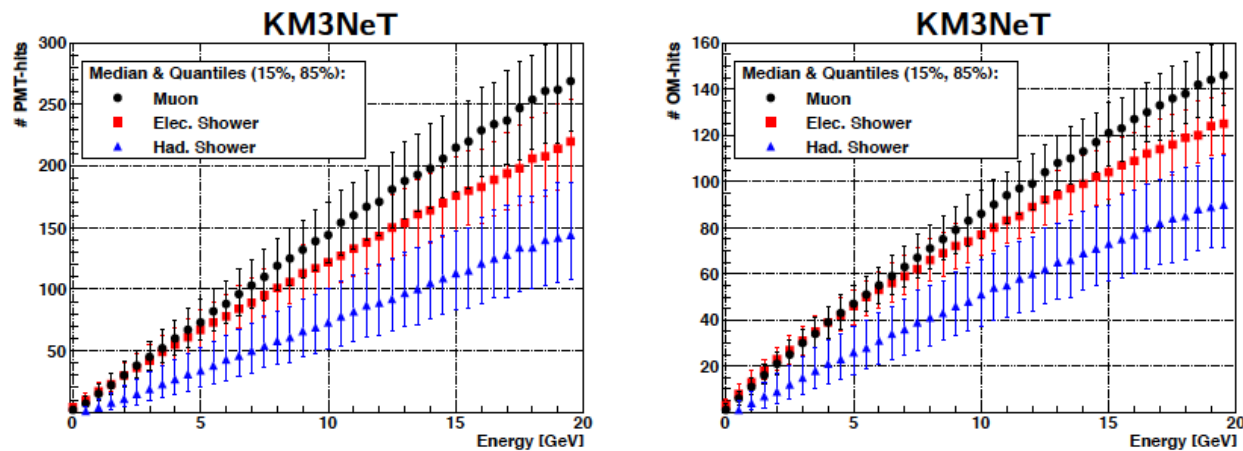 KM3NeT
# PMT-hits
300
250
200
150
100
50
Median & Quantiles (15%, 85%):
Muon
Elec. Shower
Had. Shower
0
5
10
15
20
Energy [GeV]
KM3NeT
# OM-hits
160
140
120
100
80
60
40
20
Median & Quantiles (15%, 85%):
Muon
Elec. Shower
Had. Shower
0
5
10
15
20
Energy [GeV]